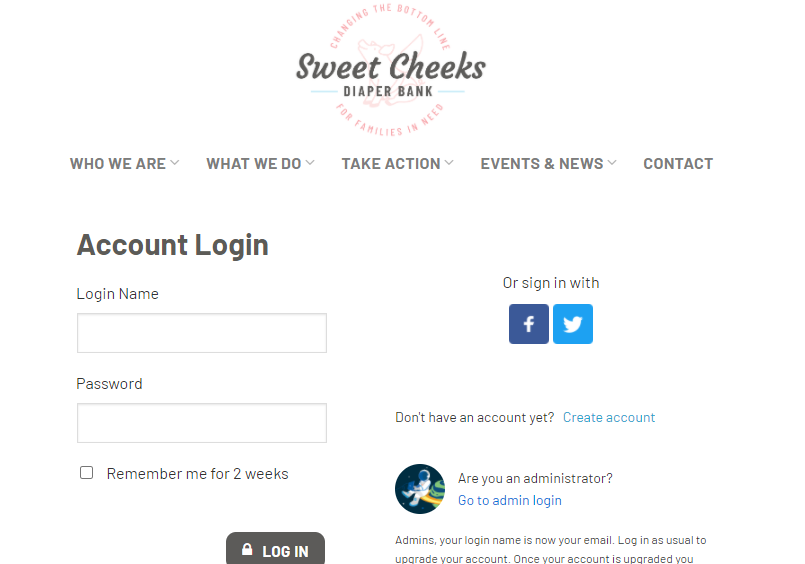 CHANGING THE BOTTOM LINE
Sweet Cheeks
DIAPER BANK
FOR FAMILIES IN NEED
WHO WE ARE
WHAT WE DO
TAKE ACTION
EVENTS & NEWS
CONTACT
Account Login
Login Name
Password
Remember me for 2 weeks
LOG IN
Or sign in with
Don't have an account yet? Create account
Are you an administrator?
Go to admin login
Admins, your login name is now your email. Log in as usual to
upgrade your account. Once your account is upgraded you